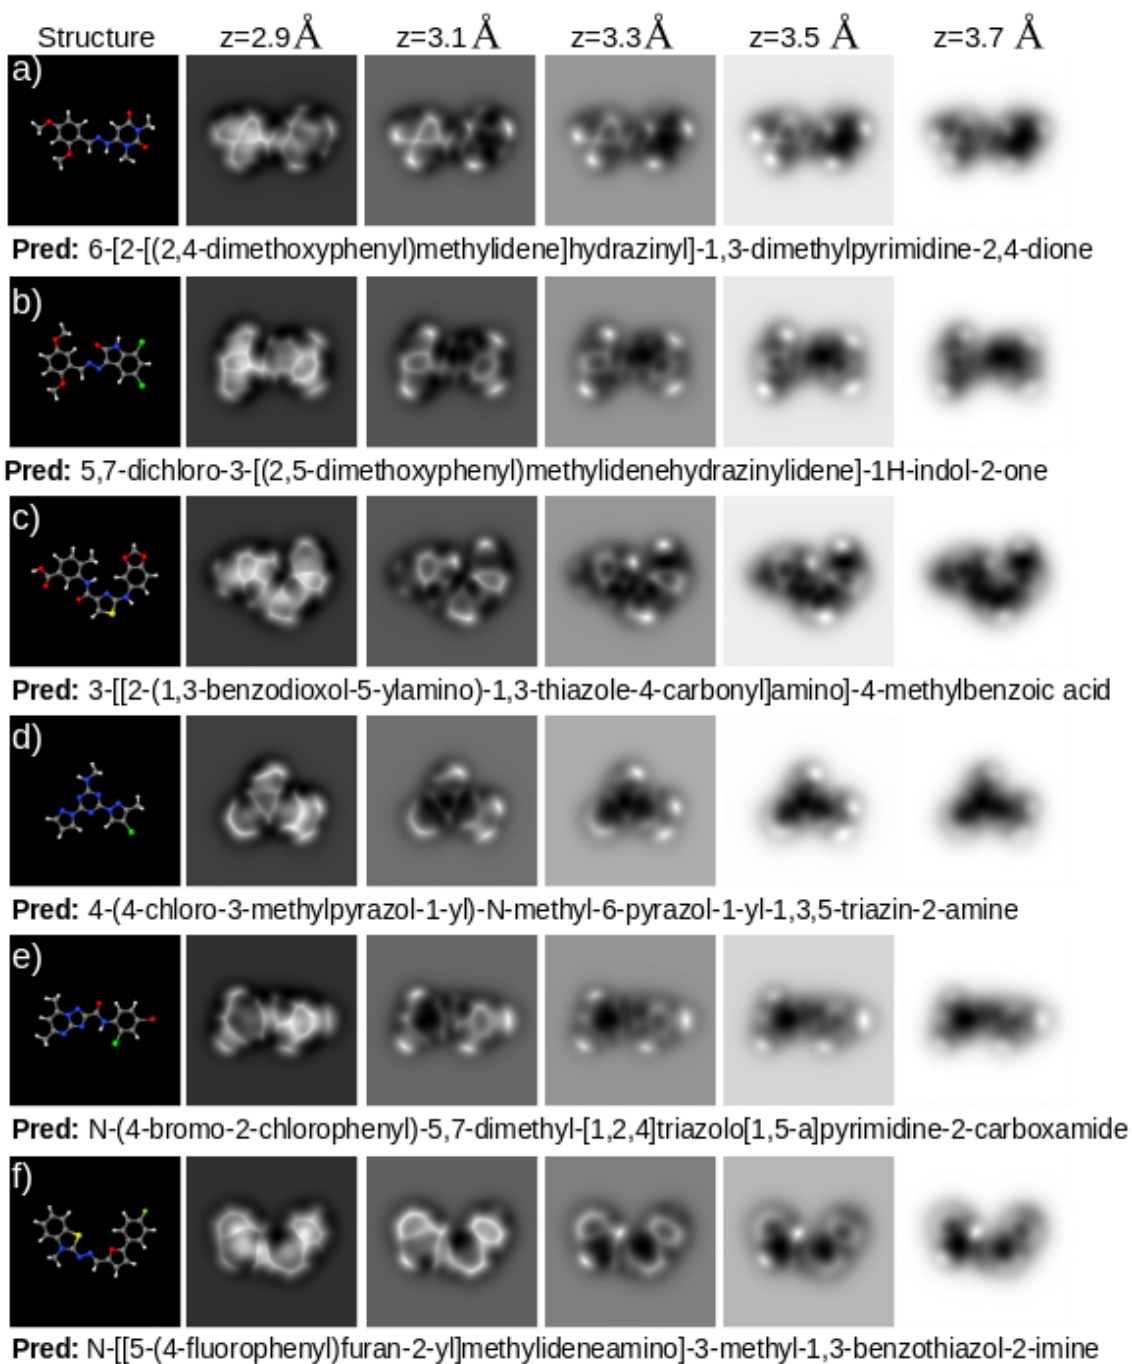 Structure z=2.9 Å z=3.1 Å z=3.3 Å z=3.5 Å z=3.7 Å
a)
Pred: 6-[2-[(2,4-dimethoxyphenyl)methylidene]hydrazinyl]-1,3-dimethylpyrimidine-2,4-dione
b)
Pred: 5,7-dichloro-3-[(2,5-dimethoxyphenyl)methylidenehydrazinylidene]-1H-indol-2-one
c)
Pred: 3-[[2-(1,3-benzodioxol-5-ylamino)-1,3-thiazole-4-carbonyl]amino]-4-methylbenzoic acid
d)
Pred: 4-(4-chloro-3-methylpyrazol-1-yl)-N-methyl-6-pyrazol-1-yl-1,3,5-triazin-2-amine
e)
Pred: N-(4-bromo-2-chlorophenyl)-5,7-dimethyl-[1,2,4]triazolo[1,5-a]pyrimidine-2-carboxamide
f)
Pred: N-[[5-(4-fluorophenyl)furan-2-yl]methylideneamino]-3-methyl-1,3-benzothiazol-2-imine